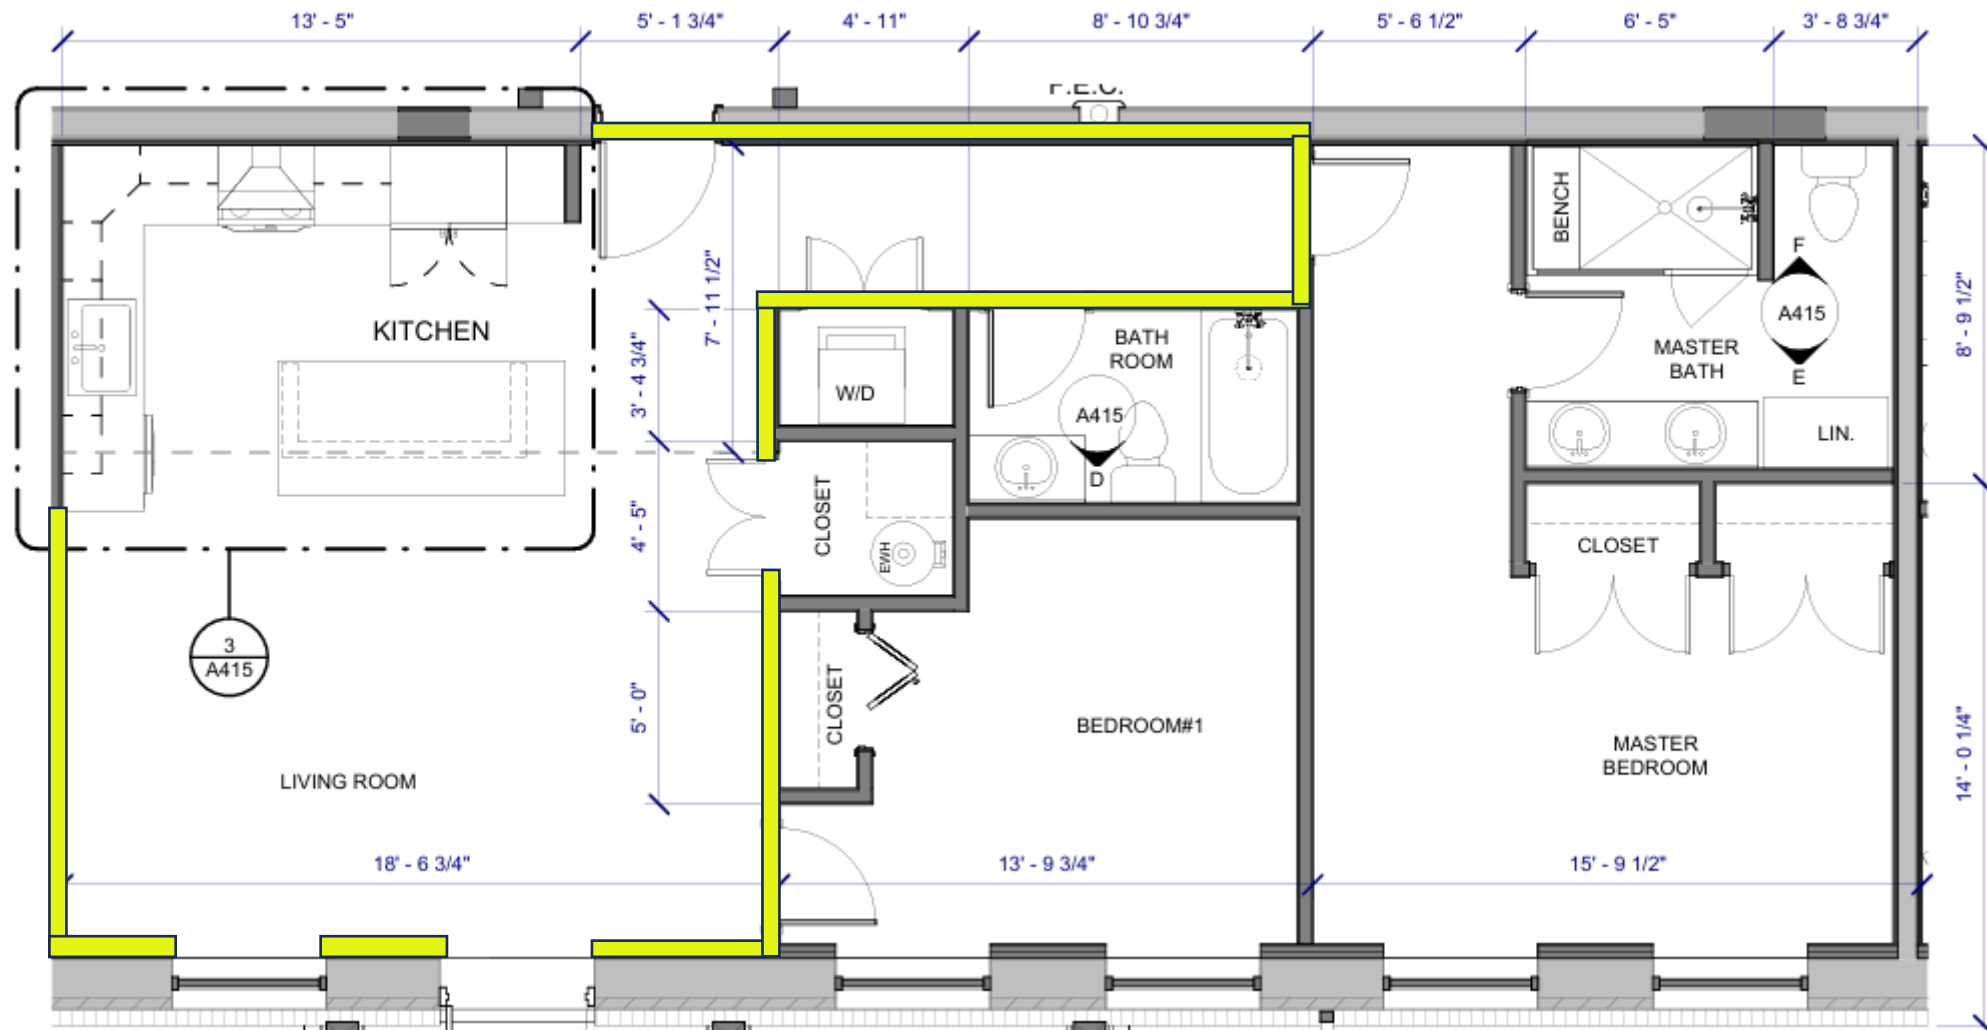 13' - 5"
5' - 1 3/4"
4' - 11"
8' - 10 3/4"
5' - 6 1/2"
6' - 5"
3' - 8 3/4"
F.E.C.
BENCH
F
A415
E
8' - 9 1/2"
7' - 11 1/2"
KITCHEN
BATH
ROOM
MASTER
BATH
3' - 4 3/4"
W/D
A415
D
LIN.
CLOSET
EWH
4' - 5"
CLOSET
3
A415
CLOSET
5' - 0"
BEDROOM#1
MASTER
BEDROOM
14' - 0 1/4"
LIVING ROOM
18' - 6 3/4"
13' - 9 3/4"
15' - 9 1/2"